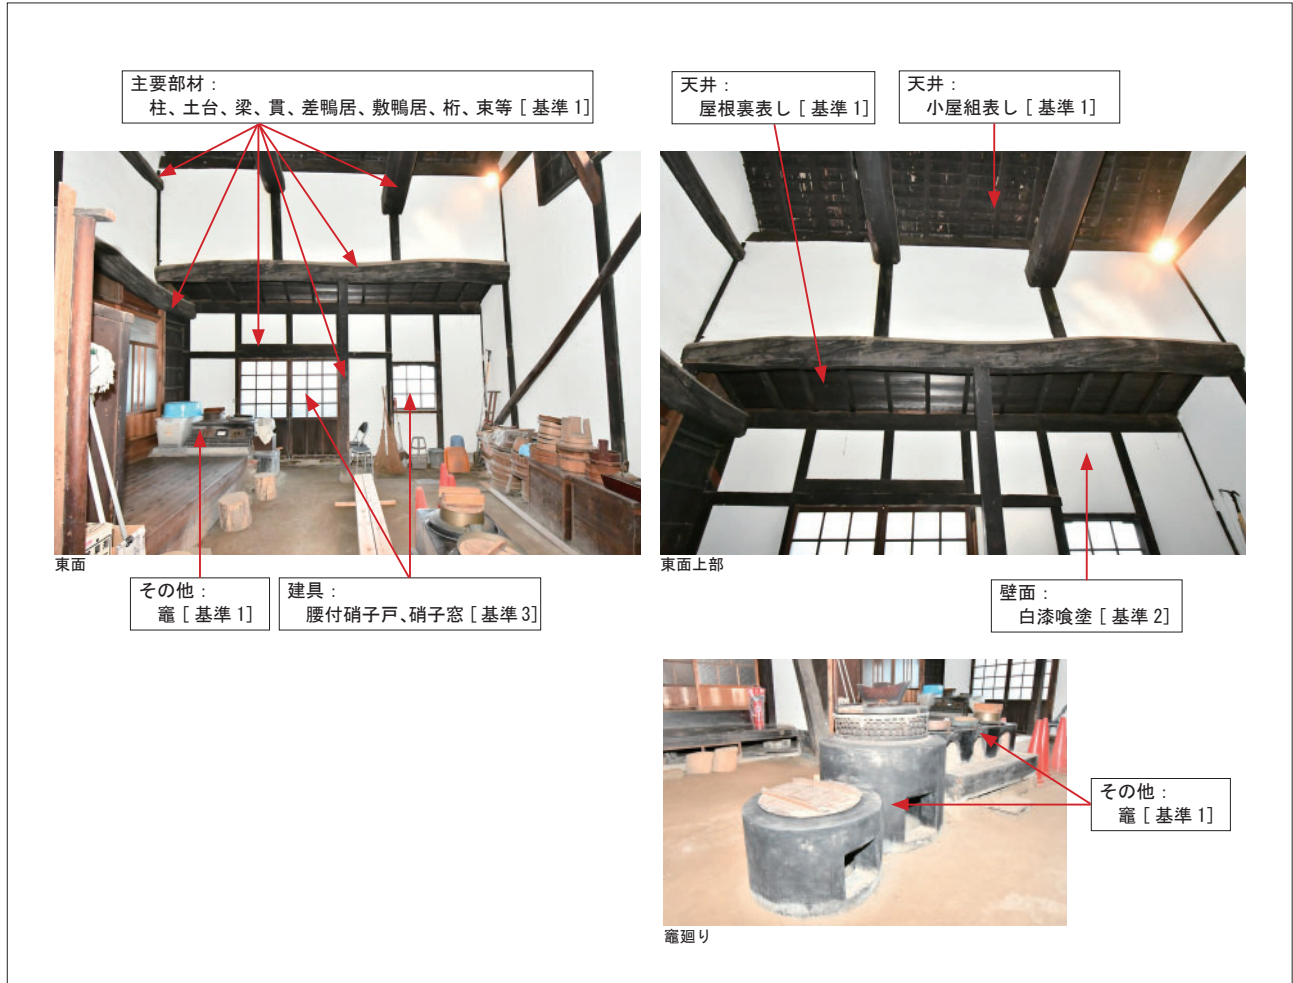 主要部材：
柱、土台、梁、貫、差鴨居、敷鴨居、桁、束等 [ 基準 1]
天井：
屋根裏表し [ 基準 1]
天井：
小屋組表し [ 基準 1]
東面
東面上部
その他：
竈 [ 基準 1]
建具：
腰付硝子戸、硝子窓 [ 基準 3]
壁面：
白漆喰塗 [ 基準 2]
その他：
竈 [ 基準 1]
竈廻り